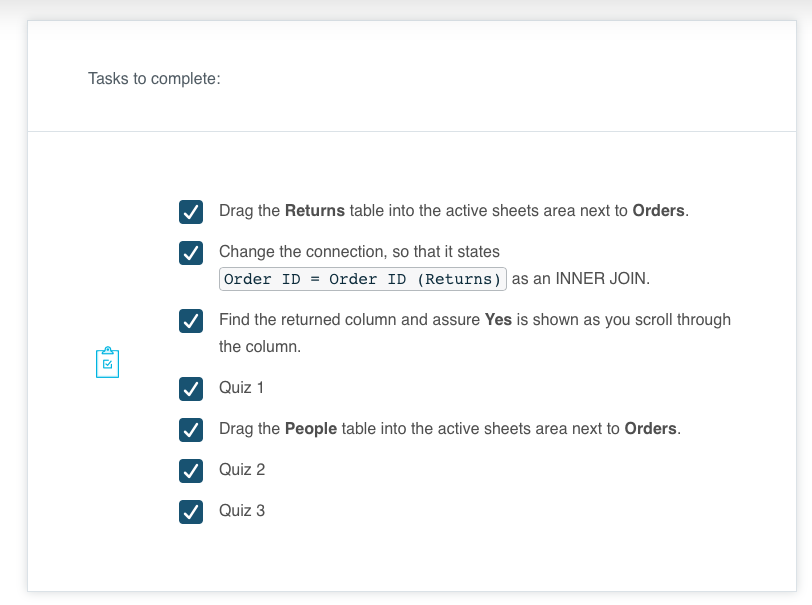 Tasks to complete:
Drag the Returns table into the active sheets area next to Orders.
Change the connection, so that it states
Order ID = Order ID (Returns) as an INNER JOIN.
Find the returned column and assure Yes is shown as you scroll through
the column.
Quiz 1
Drag the People table into the active sheets area next to Orders.
Quiz 2
Quiz 3